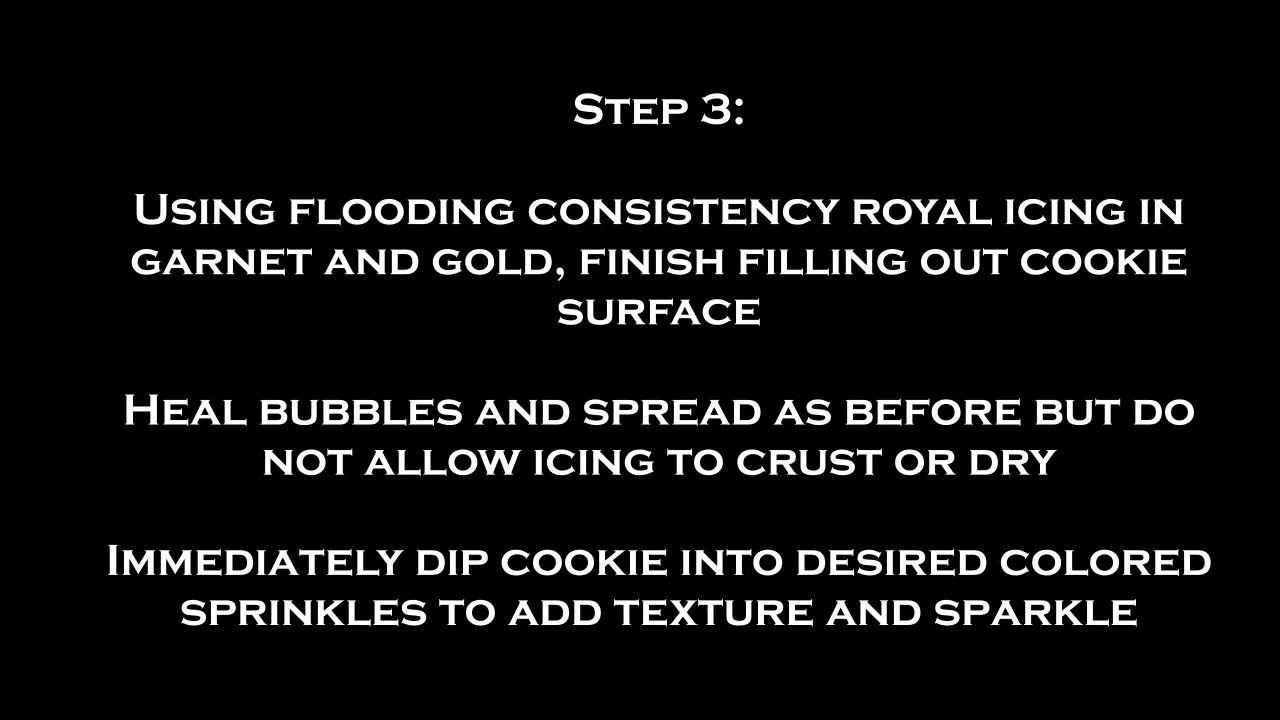 Step 3:
Using flooding consistency royal icing in
garnet and gold, finish filling out cookie
surface
Heal bubbles and spread as before but do
not allow icing to crust or dry
Immediately dip cookie into desired colored
sprinkles to add texture and sparkle